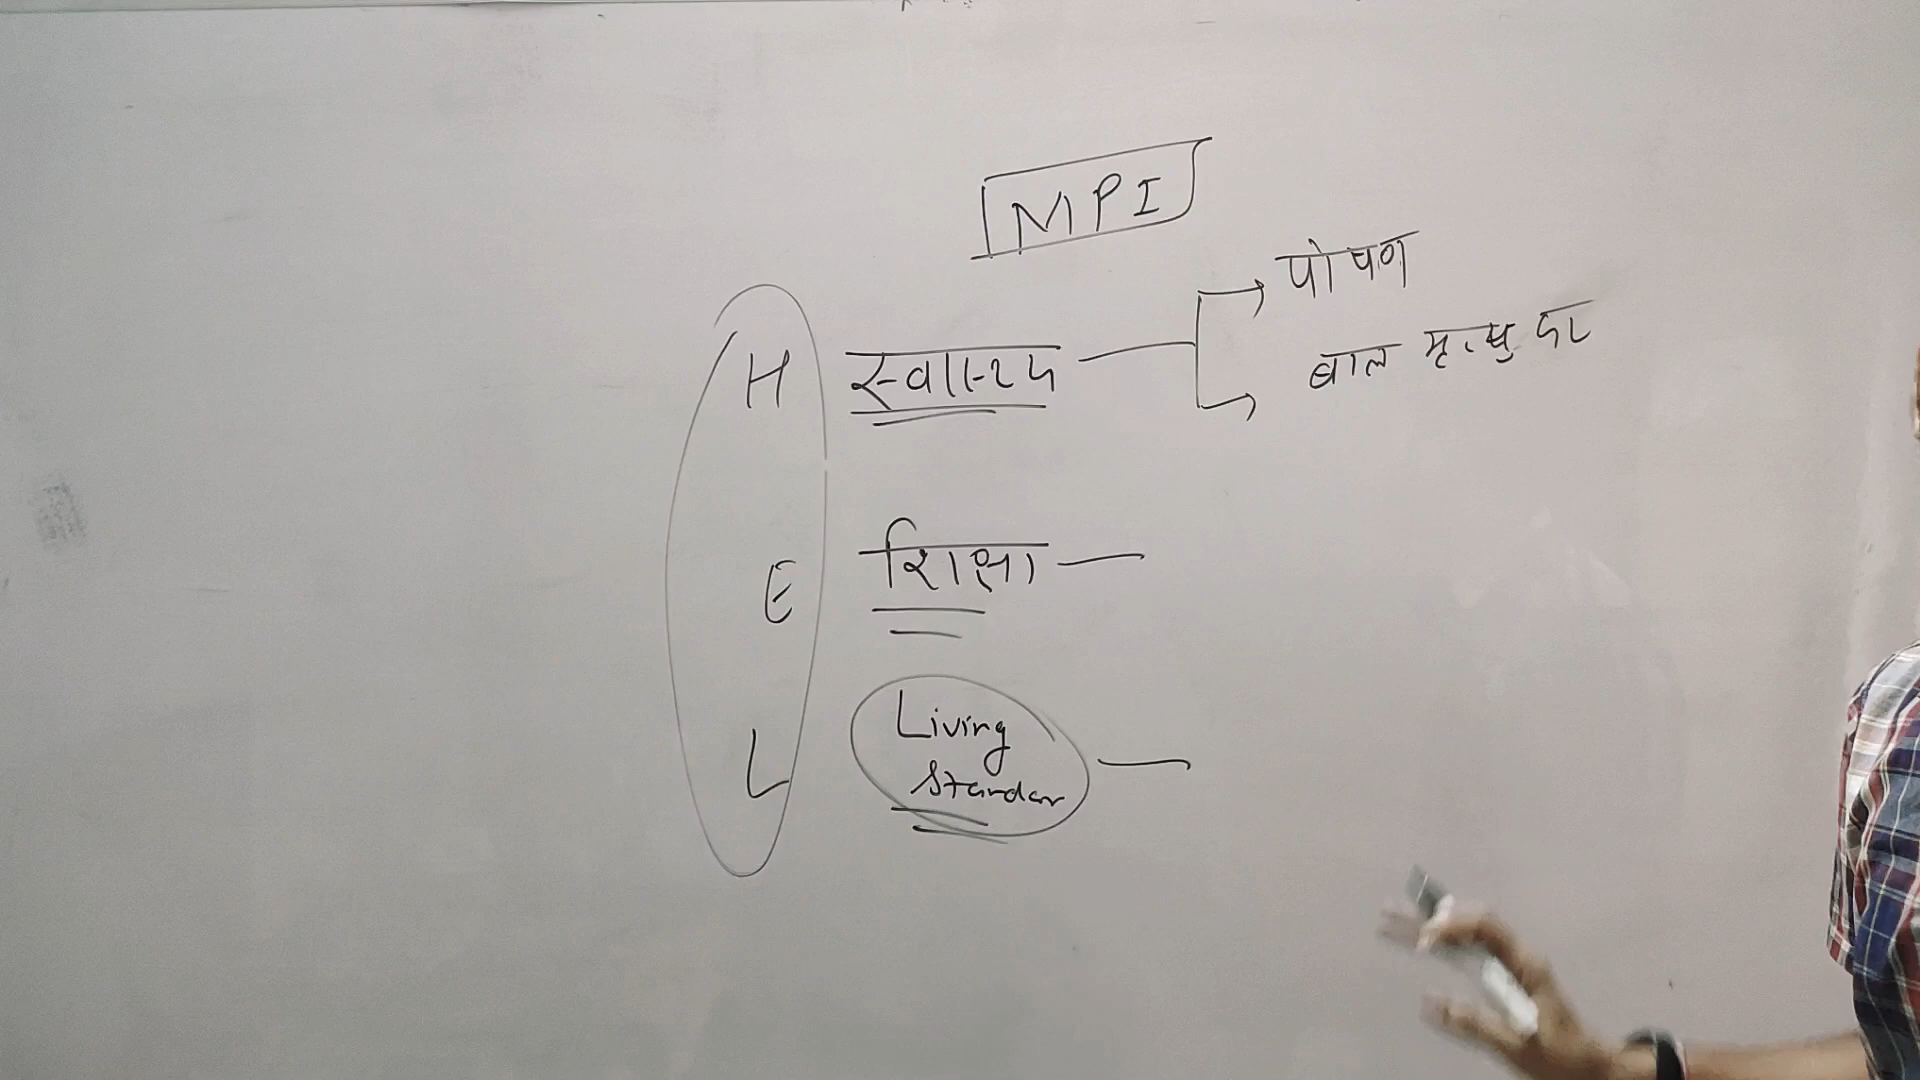 MPI
H स्वास्थ्य
पोषण
बाल मृत्यु दर
E शिक्षा
L Living
Standar